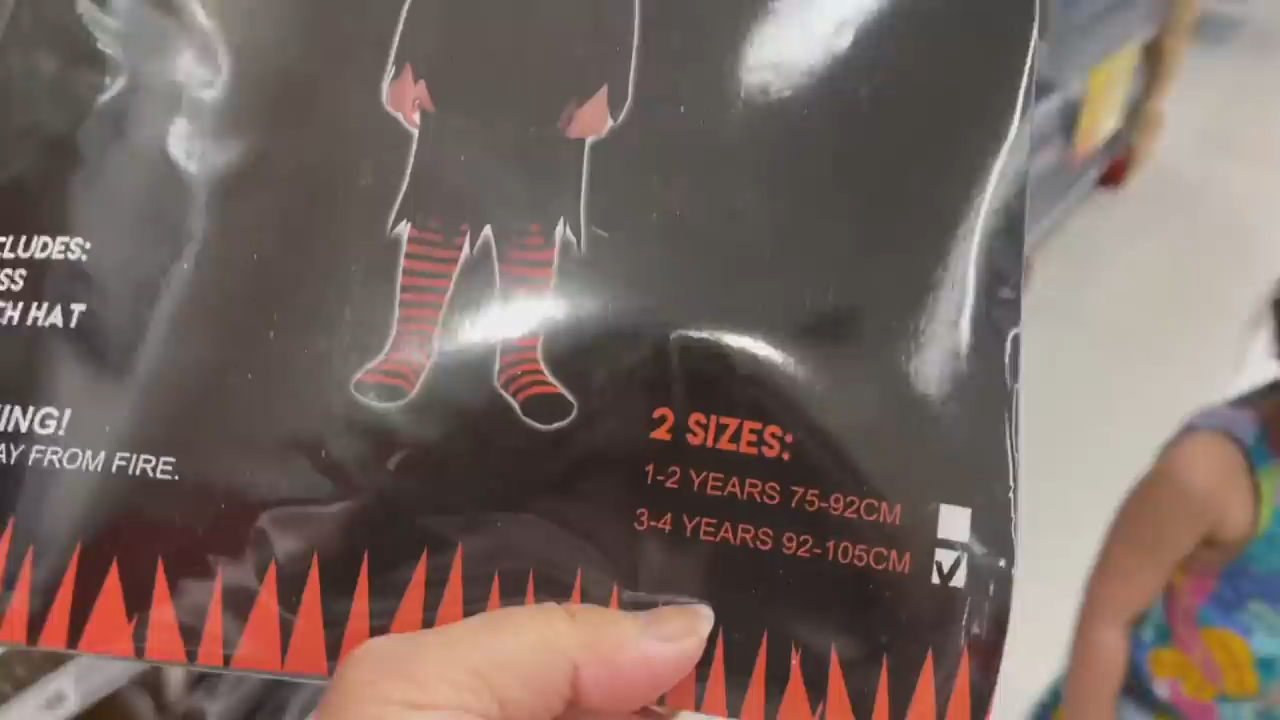 CLUDES:
SS
CH HAT
ING!
AY FROM FIRE.
2 SIZES:
1-2 YEARS 75-92CM
3-4 YEARS 92-105CM